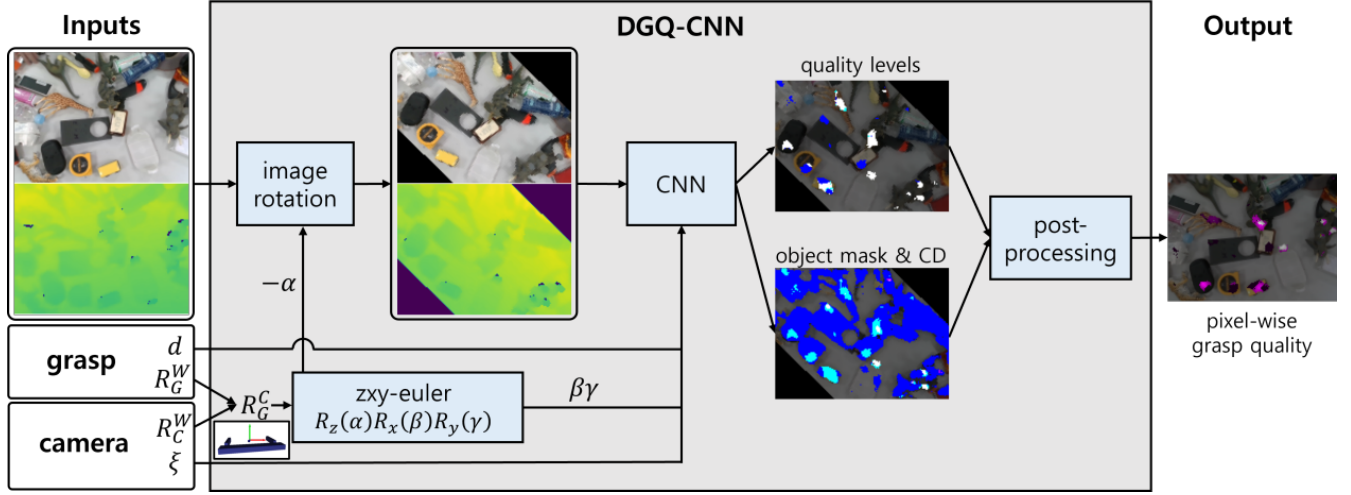 Inputs
DGQ-CNN
Output
quality levels
image
rotation
CNN
post-
processing
object mask & CD
−α
pixel-wise
grasp quality
grasp
d
R_G^W
R_G^C
zxy-euler
R_z(α)R_x(β)R_y(γ)
βγ
camera
R_C^W
ξ